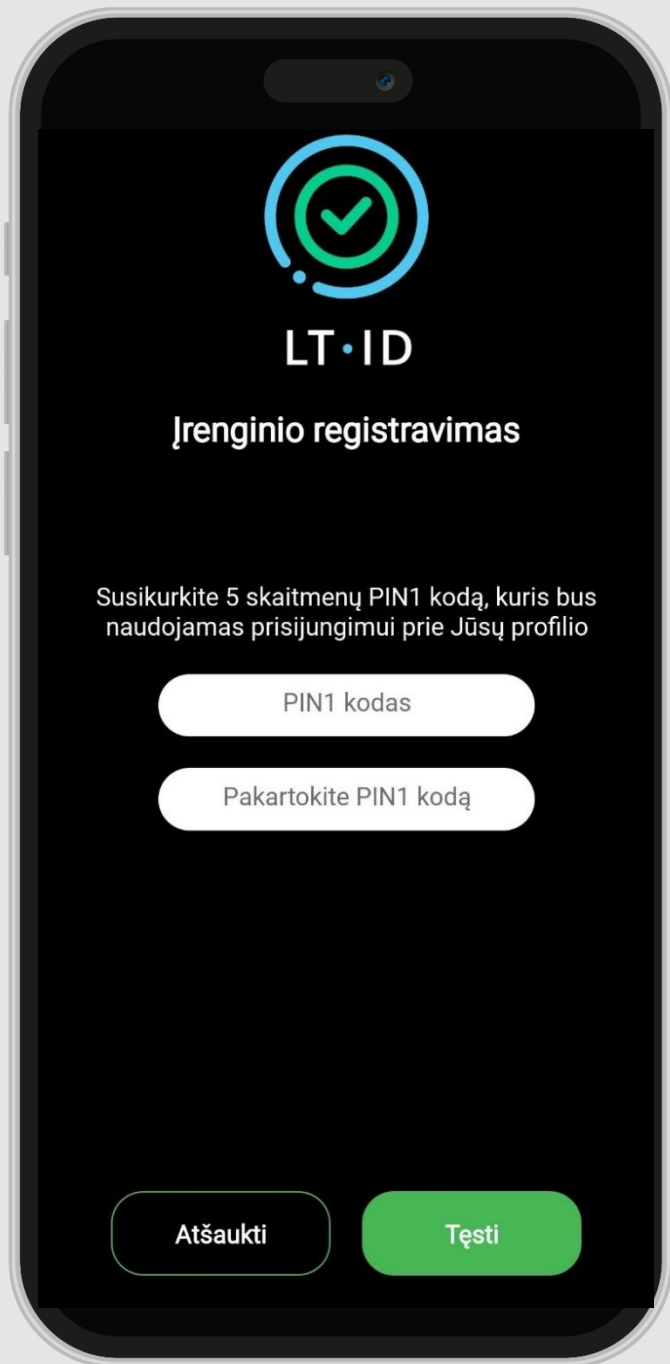 LT·ID
Įrenginio registravimas
Susikurkite 5 skaitmenų PIN1 kodą, kuris bus
naudojamas prisijungimui prie Jūsų profilio
PIN1 kodas
Pakartokite PIN1 kodą
Atšaukti
Tęsti